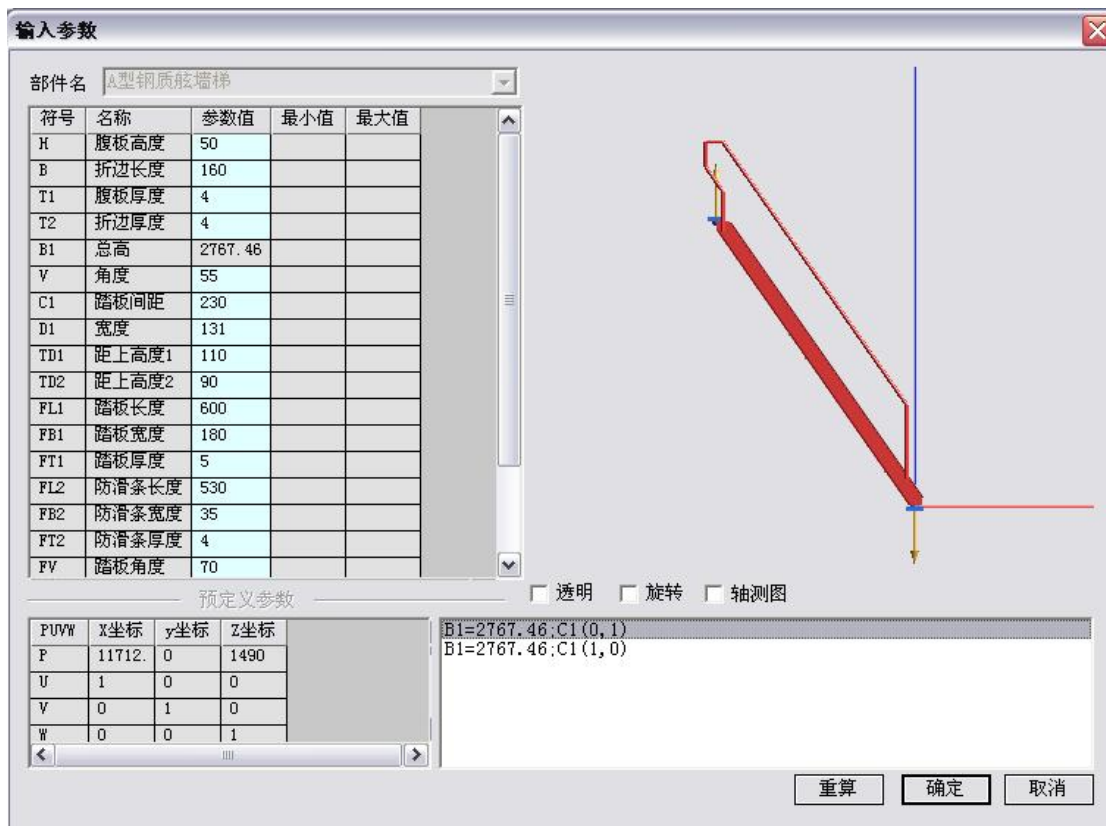 输入参数
部件名 A型钢质舷墙梯
符号 名称 参数值 最小值 最大值
H 腹板高度 50
B 折边长度 160
T1 腹板厚度 4
T2 折边厚度 4
B1 总高 2767.46
V 角度 55
C1 踏板间距 230
D1 宽度 131
TD1 距上高度1 110
TD2 距上高度2 90
FL1 踏板长度 600
FB1 踏板宽度 180
FT1 踏板厚度 5
FL2 防滑条长度 530
FB2 防滑条宽度 35
FT2 防滑条厚度 4
FV 踏板角度 70
透明 旋转 轴测图
预定义参数
PUVW X坐标 y坐标 Z坐标
P 11712. 0 1490
U 1 0 0
V 0 1 0
W 0 0 1
B1=2767.46;C1(0,1)
B1=2767.46;C1(1,0)
重算 确定 取消